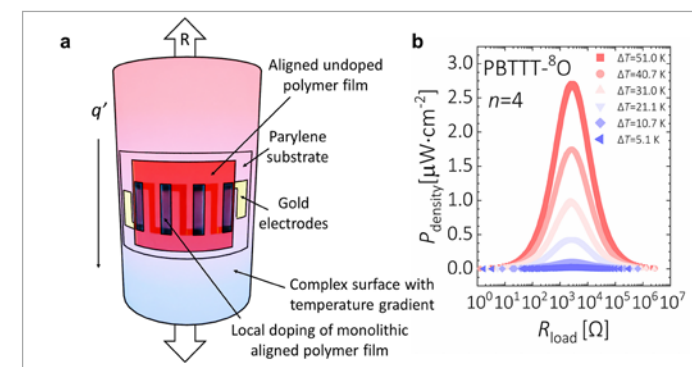 a
R
q'
Aligned undoped
polymer film
Parylene
substrate
Gold
electrodes
Complex surface with
temperature gradient
Local doping of monolithic
aligned polymer film
b
PBTTT-⁸O
n=4
ΔT=51.0 K
ΔT=40.7 K
ΔT=31.0 K
ΔT=21.1 K
ΔT=10.7 K
ΔT=5.1 K
P_density [μW·cm⁻²]
3.0
2.5
2.0
1.5
1.0
0.5
0.0
10⁰ 10¹ 10² 10³ 10⁴ 10⁵ 10⁶ 10⁷
R_load [Ω]